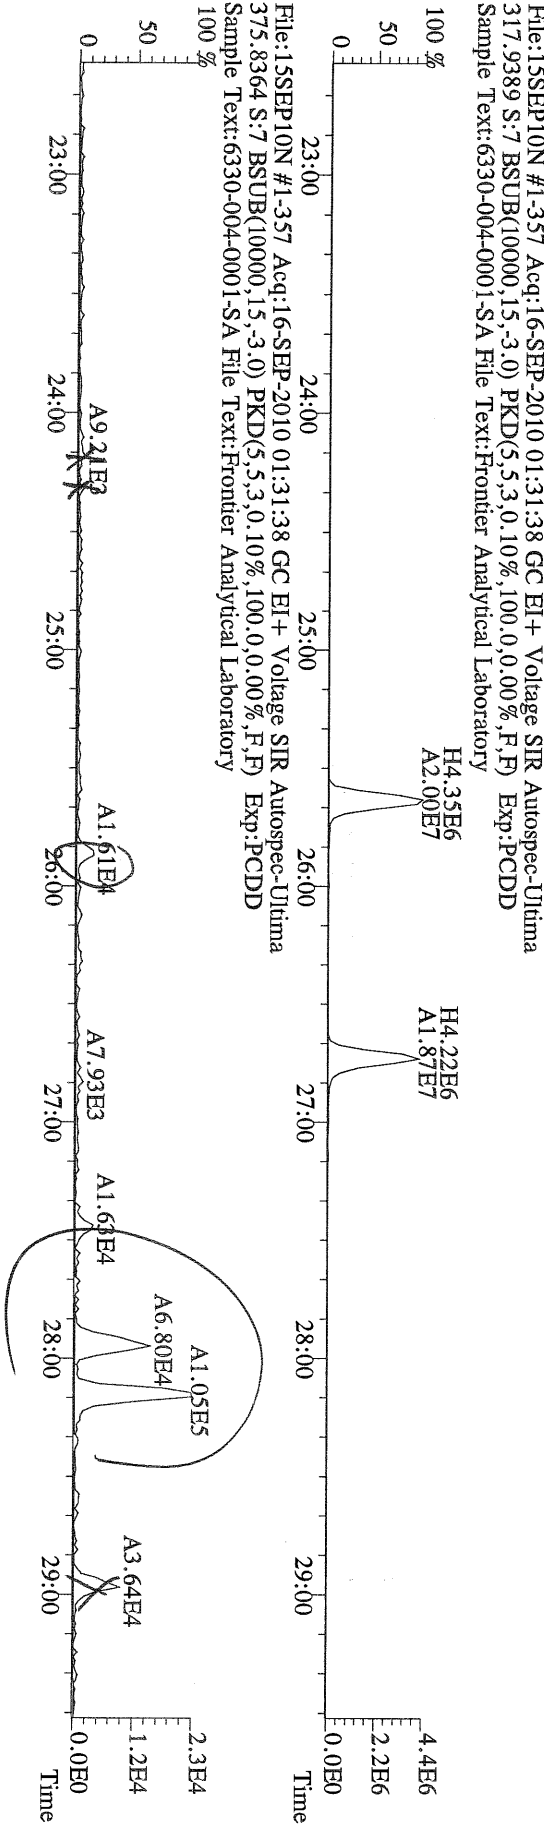 File:15SEP10N #1-357 Acq:16-SEP-2010 01:31:38 GC EI+ Voltage SIR Autospec-Ultima
317.9389 S:7 BSUB(10000,15,-3.0) PKD(5,5,3,0.10%,100.0,0.00%,F,F) Exp:PCDD
Sample Text:6330-004-0001-SA File Text:Frontier Analytical Laboratory
100 %
50
0
H4.35E6
A2.00E7
H4.22E6
A1.87E7
4.4E6
2.2E6
0.0E0
23:00 24:00 25:00 26:00 27:00 28:00 29:00 Time
File:15SEP10N #1-357 Acq:16-SEP-2010 01:31:38 GC EI+ Voltage SIR Autospec-Ultima
375.8364 S:7 BSUB(10000,15,-3.0) PKD(5,5,3,0.10%,100.0,0.00%,F,F) Exp:PCDD
Sample Text:6330-004-0001-SA File Text:Frontier Analytical Laboratory
100 %
50
0
A9.21E3
A1.61E4
A7.93E3
A1.63E4
A6.80E4
A1.05E5
A3.64E4
2.3E4
1.2E4
0.0E0
23:00 24:00 25:00 26:00 27:00 28:00 29:00 Time